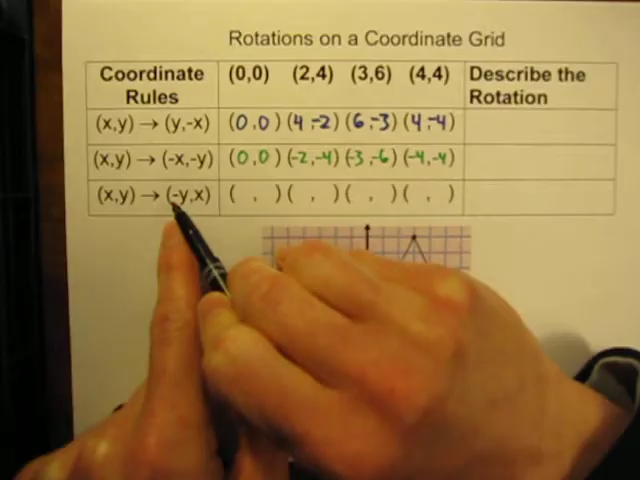 Rotations on a Coordinate Grid
Coordinate Rules (0,0) (2,4) (3,6) (4,4) Describe the Rotation
(x,y) → (y,-x) (0,0) (4,-2) (6,-3) (4,-4)
(x,y) → (-x,-y) (0,0) (-2,-4) (-3,-6) (-4,-4)
(x,y) → (-y,x) ( , ) ( , ) ( , ) ( , )